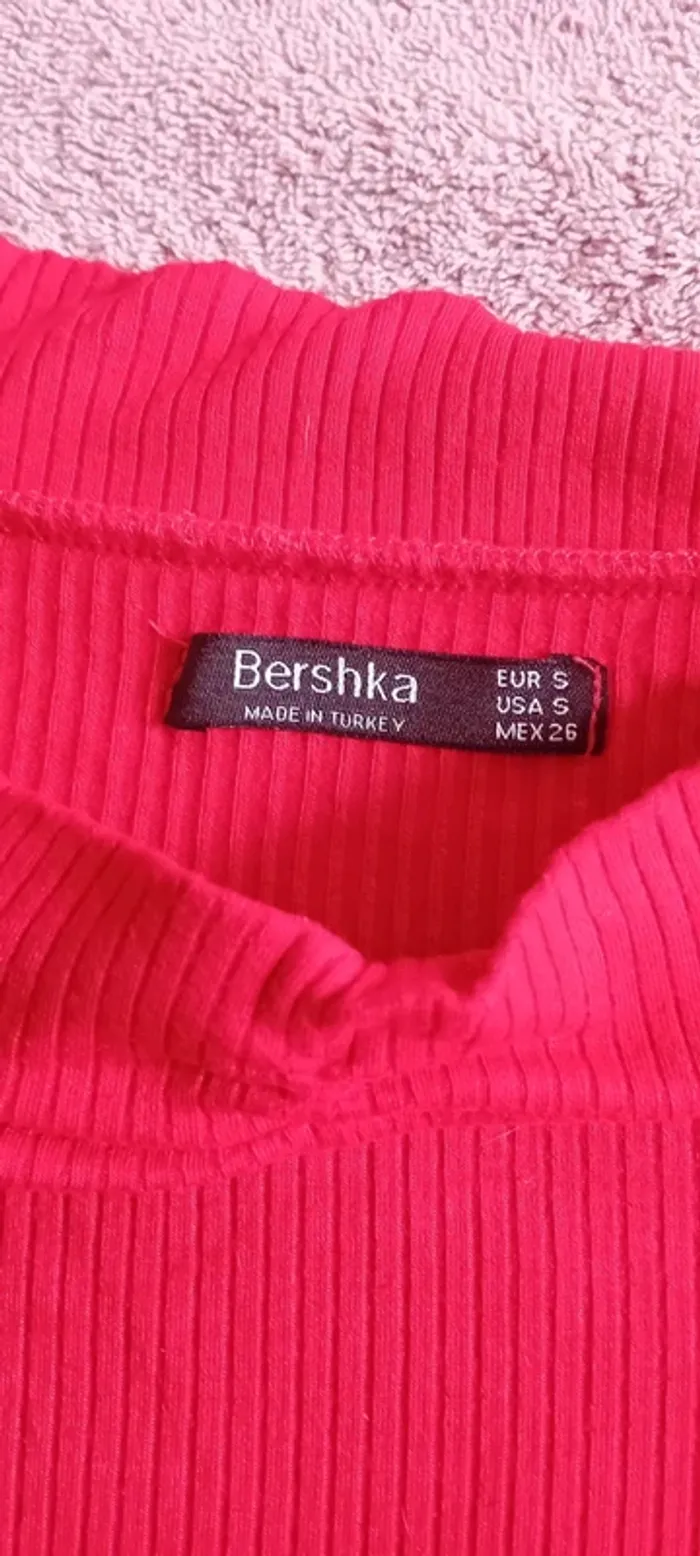 Bershka
MADE IN TURKEY
EUR S
USA S
MEX 26